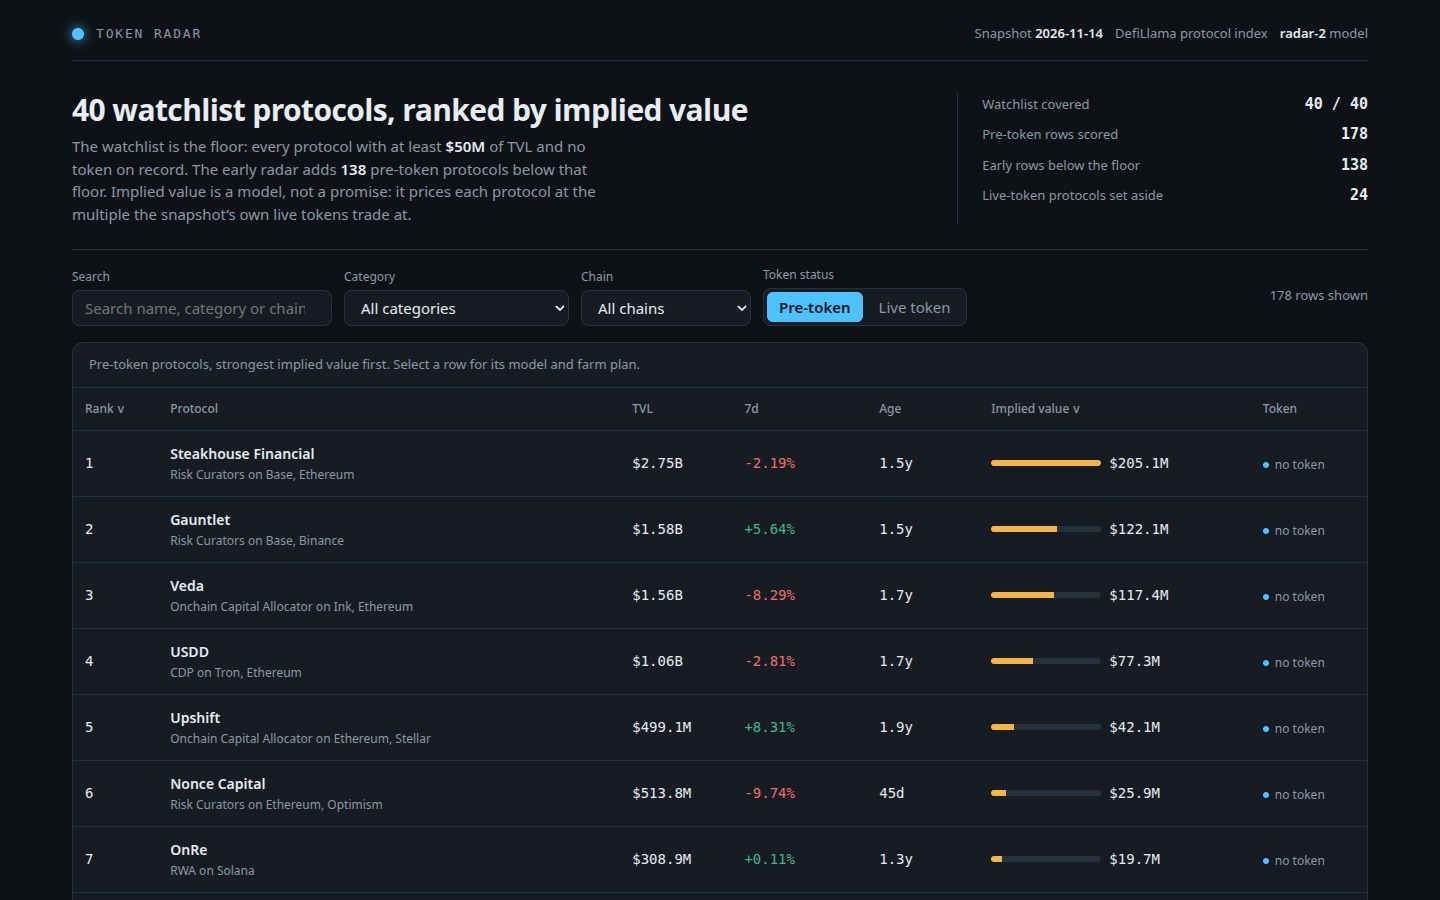 TOKEN RADAR
Snapshot 2026-11-14 DefiLlama protocol index radar-2 model
40 watchlist protocols, ranked by implied value
The watchlist is the floor: every protocol with at least $50M of TVL and no
token on record. The early radar adds 138 pre-token protocols below that
floor. Implied value is a model, not a promise: it prices each protocol at the
multiple the snapshot's own live tokens trade at.
Watchlist covered 40 / 40
Pre-token rows scored 178
Early rows below the floor 138
Live-token protocols set aside 24
Search Category Chain Token status
Search name, category or chain All categories All chains Pre-token Live token 178 rows shown
Pre-token protocols, strongest implied value first. Select a row for its model and farm plan.
Rank v Protocol TVL 7d Age Implied value v Token
1 Steakhouse Financial $2.75B -2.19% 1.5y $205.1M no token
Risk Curators on Base, Ethereum
2 Gauntlet $1.58B +5.64% 1.5y $122.1M no token
Risk Curators on Base, Binance
3 Veda $1.56B -8.29% 1.7y $117.4M no token
Onchain Capital Allocator on Ink, Ethereum
4 USDD $1.06B -2.81% 1.7y $77.3M no token
CDP on Tron, Ethereum
5 Upshift $499.1M +8.31% 1.9y $42.1M no token
Onchain Capital Allocator on Ethereum, Stellar
6 Nonce Capital $513.8M -9.74% 45d $25.9M no token
Risk Curators on Ethereum, Optimism
7 OnRe $308.9M +0.11% 1.3y $19.7M no token
RWA on Solana